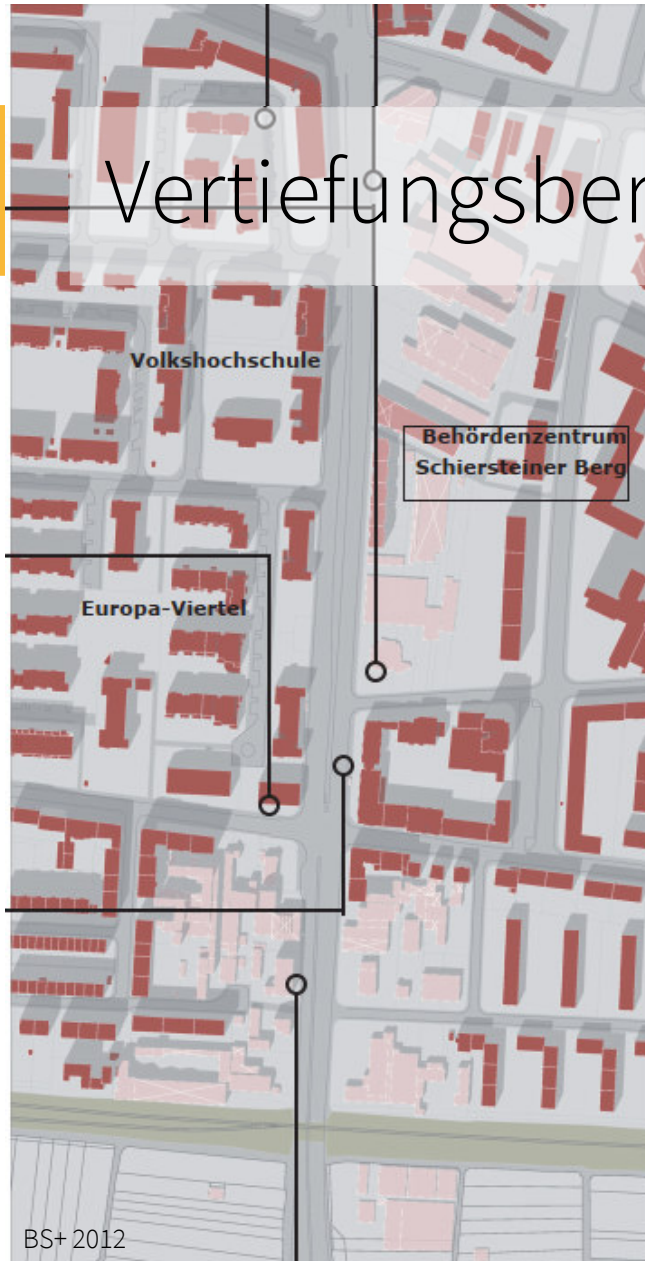 Vertiefungsber
Volkshochschule
Behördenzentrum
Schiersteiner Berg
Europa-Viertel
BS+ 2012